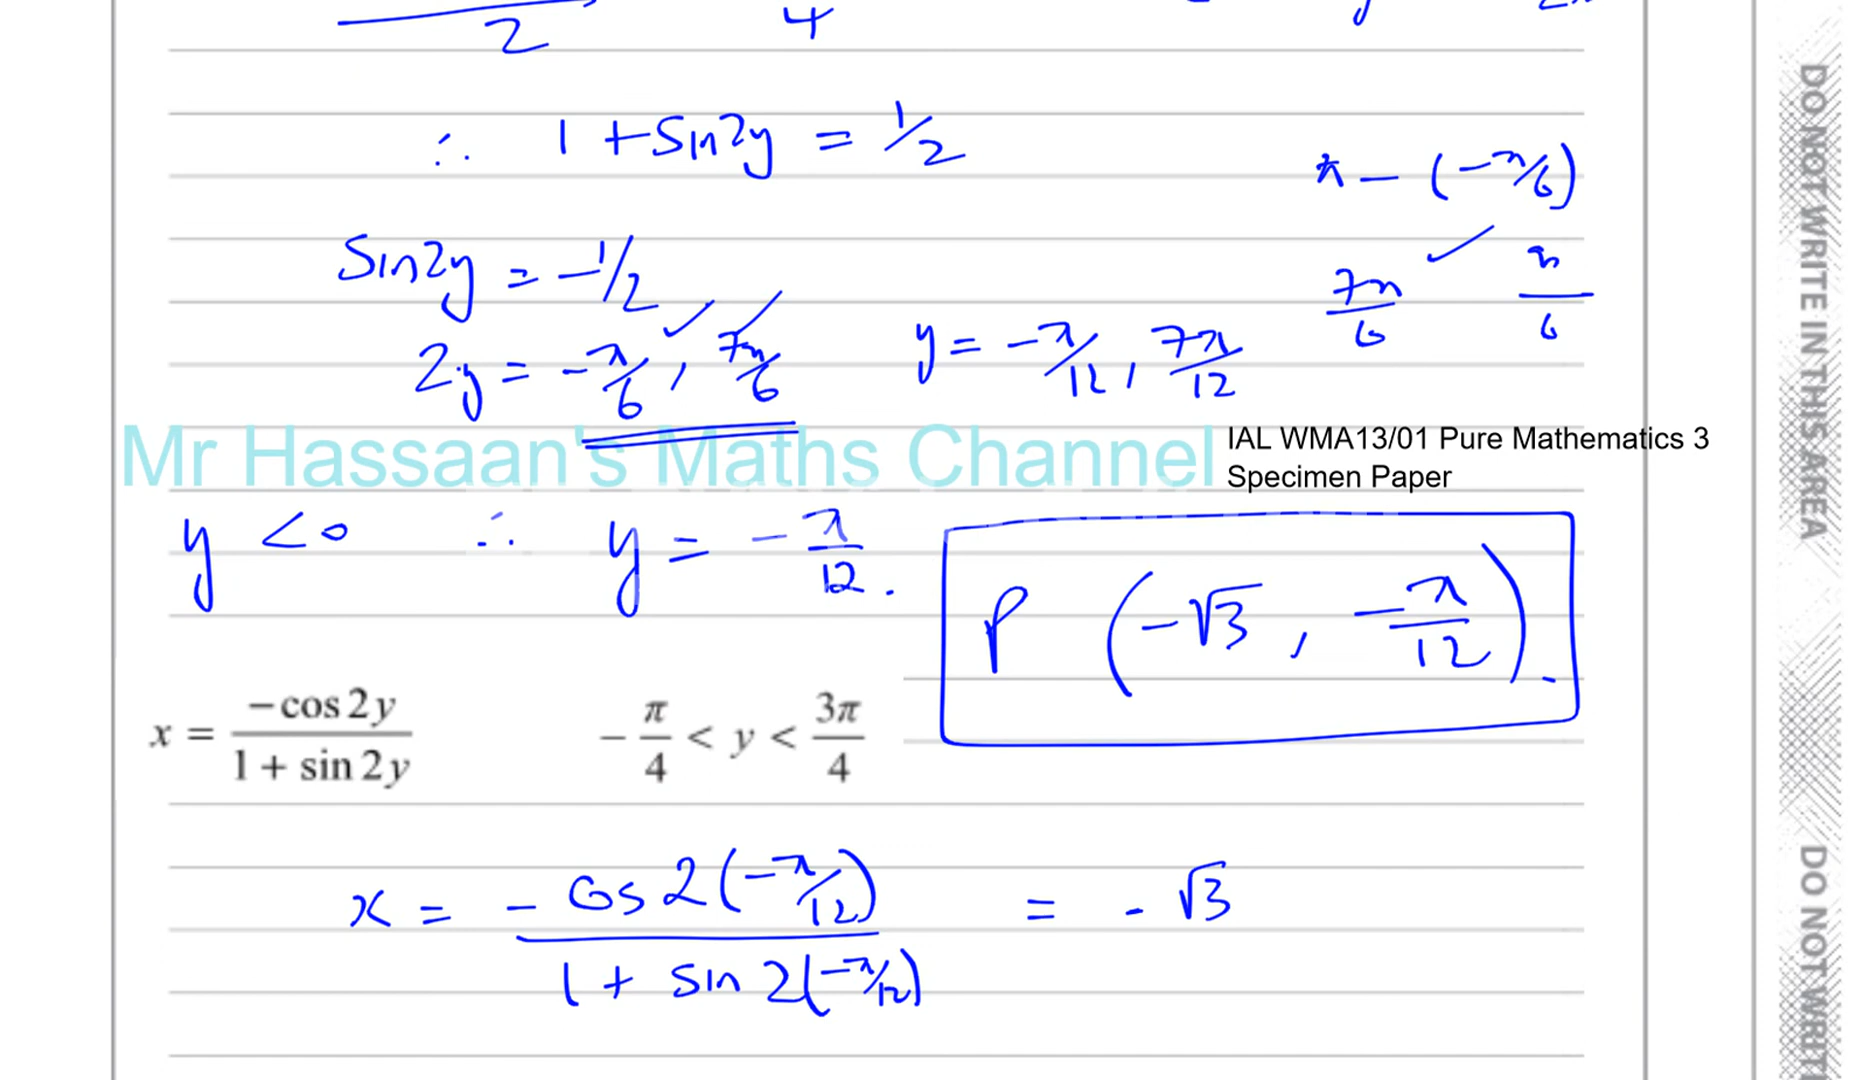 2 4
∴ 1 + Sin2y = 1/2
π − (−π/6)
Sin2y = −1/2
7π/6 π/6
2y = −π/6, 7π/6 y = −π/12, 7π/12
Mr Hassaan's Maths Channel
IAL WMA13/01 Pure Mathematics 3
Specimen Paper
y < 0 ∴ y = −π/12.
P (−√3, −π/12).
x = −cos 2y / (1 + sin 2y) −π/4 < y < 3π/4
x = − Cos 2(−π/12) / (1 + Sin 2(−π/12)) = − √3
DO NOT WRITE IN THIS AREA
DO NOT WRIT